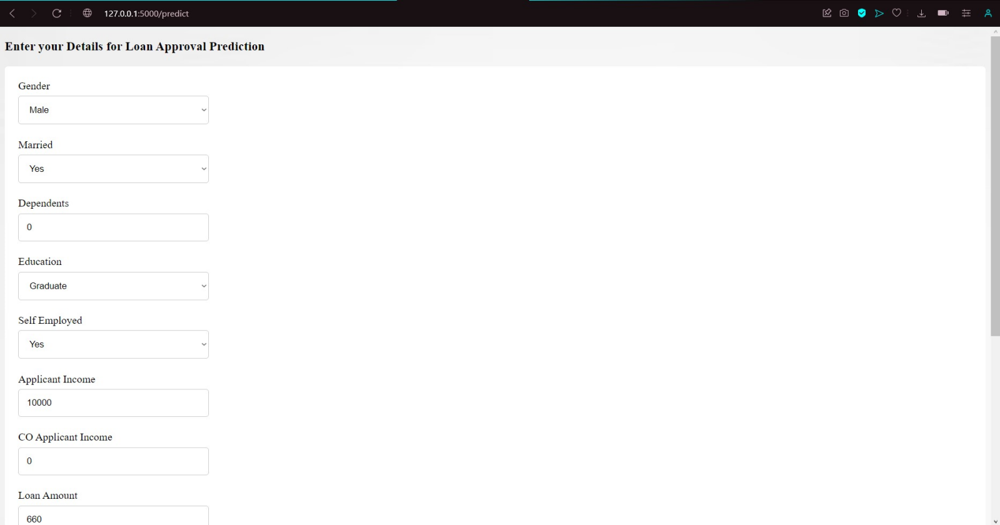 127.0.0.1:5000/predict
Enter your Details for Loan Approval Prediction
Gender
Male
Married
Yes
Dependents
0
Education
Graduate
Self Employed
Yes
Applicant Income
10000
CO Applicant Income
0
Loan Amount
660